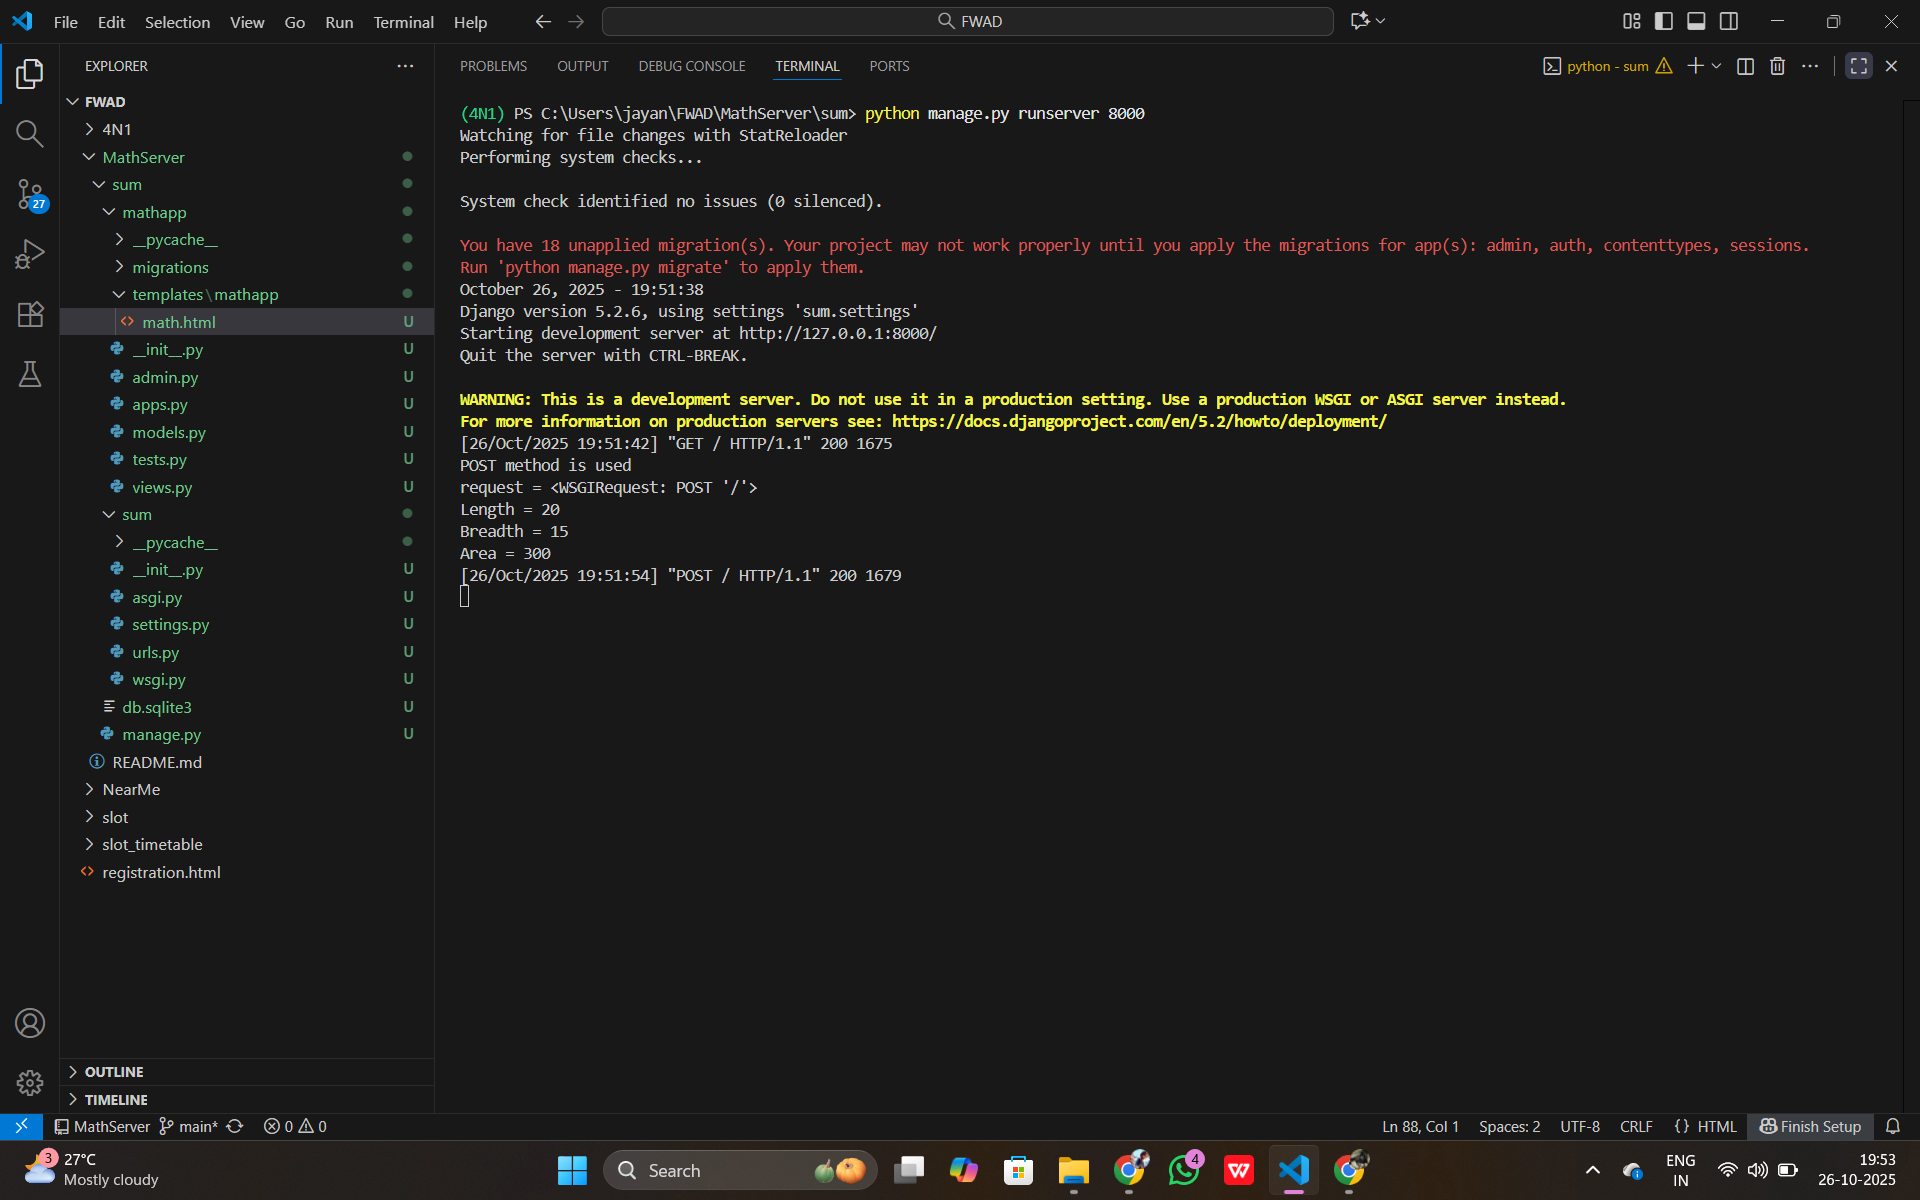 File Edit Selection View Go Run Terminal Help
FWAD
EXPLORER
FWAD
4N1
MathServer
sum
mathapp
__pycache__
migrations
templates\mathapp
math.html U
__init__.py U
admin.py U
apps.py U
models.py U
tests.py U
views.py U
sum
__pycache__
__init__.py U
asgi.py U
settings.py U
urls.py U
wsgi.py U
db.sqlite3 U
manage.py U
README.md
NearMe
slot
slot_timetable
registration.html
OUTLINE
TIMELINE
27
PROBLEMS OUTPUT DEBUG CONSOLE TERMINAL PORTS
python - sum
(4N1) PS C:\Users\jayan\FWAD\MathServer\sum> python manage.py runserver 8000
Watching for file changes with StatReloader
Performing system checks...
System check identified no issues (0 silenced).
You have 18 unapplied migration(s). Your project may not work properly until you apply the migrations for app(s): admin, auth, contenttypes, sessions.
Run 'python manage.py migrate' to apply them.
October 26, 2025 - 19:51:38
Django version 5.2.6, using settings 'sum.settings'
Starting development server at http://127.0.0.1:8000/
Quit the server with CTRL-BREAK.
WARNING: This is a development server. Do not use it in a production setting. Use a production WSGI or ASGI server instead.
For more information on production servers see: https://docs.djangoproject.com/en/5.2/howto/deployment/
[26/Oct/2025 19:51:42] "GET / HTTP/1.1" 200 1675
POST method is used
request = <WSGIRequest: POST '/'>
Length = 20
Breadth = 15
Area = 300
[26/Oct/2025 19:51:54] "POST / HTTP/1.1" 200 1679
MathServer main* 0 0
Ln 88, Col 1 Spaces: 2 UTF-8 CRLF {} HTML Finish Setup
3
27°C
Mostly cloudy
Search
4
W
ENG
IN
19:53
26-10-2025